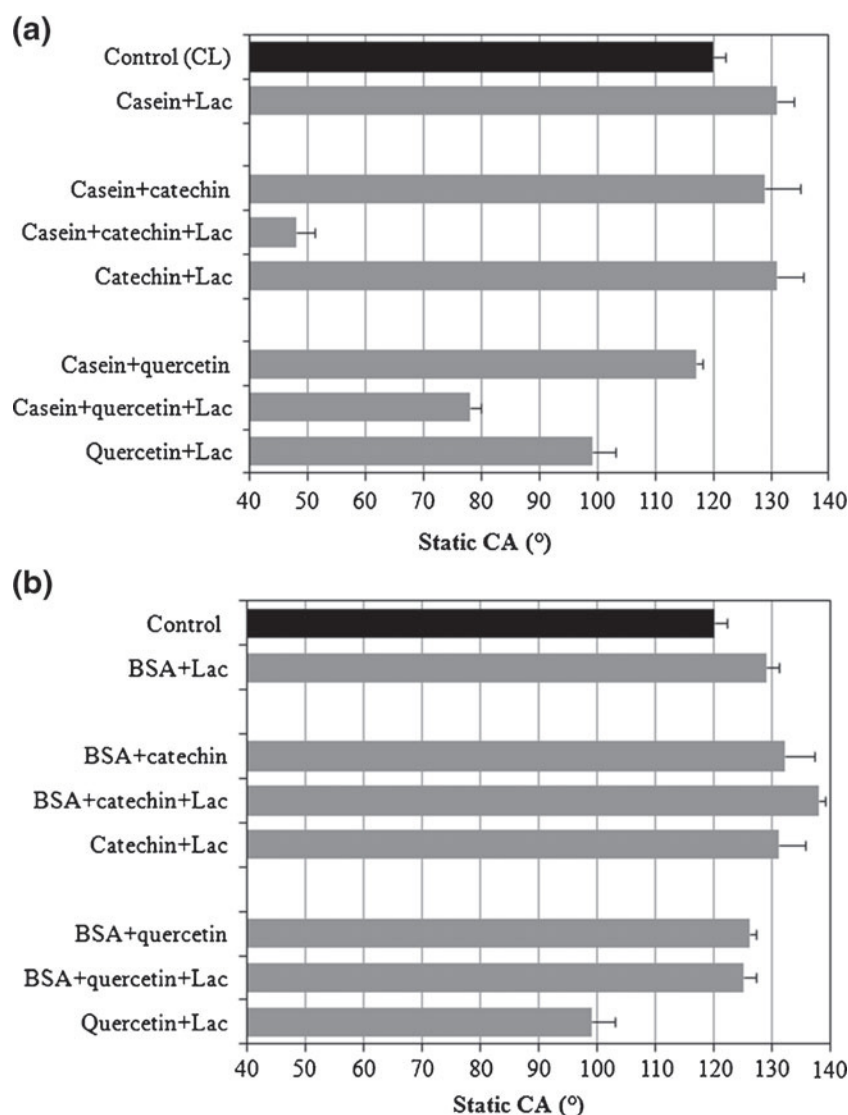 (a)
Control (CL)
Casein+Lac
Casein+catechin
Casein+catechin+Lac
Catechin+Lac
Casein+quercetin
Casein+quercetin+Lac
Quercetin+Lac
40 50 60 70 80 90 100 110 120 130 140
Static CA (°)
(b)
Control
BSA+Lac
BSA+catechin
BSA+catechin+Lac
Catechin+Lac
BSA+quercetin
BSA+quercetin+Lac
Quercetin+Lac
40 50 60 70 80 90 100 110 120 130 140
Static CA (°)